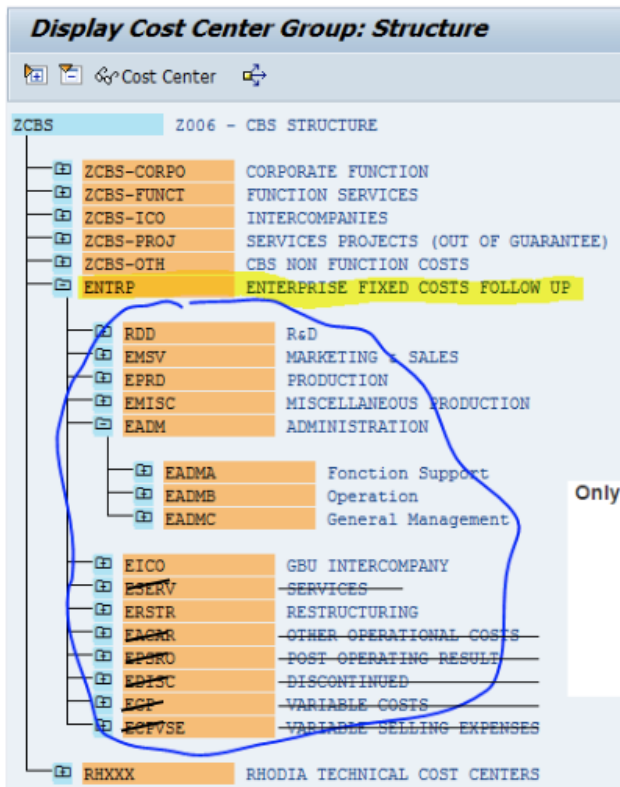 Display Cost Center Group: Structure
Cost Center
ZCBS Z006 - CBS STRUCTURE
ZCBS-CORPO CORPORATE FUNCTION
ZCBS-FUNCT FUNCTION SERVICES
ZCBS-ICO INTERCOMPANIES
ZCBS-PROJ SERVICES PROJECTS (OUT OF GUARANTEE)
ZCBS-OTH CBS NON FUNCTION COSTS
ENTRP ENTERPRISE FIXED COSTS FOLLOW UP
RDD R&D
EMSV MARKETING & SALES
EPRD PRODUCTION
EMISC MISCELLANEOUS PRODUCTION
EADM ADMINISTRATION
EADMA Fonction Support
EADMB Operation
EADMC General Management
Only
EICO GBU INTERCOMPANY
ESERV SERVICES
ERSTR RESTRUCTURING
EACAR OTHER OPERATIONAL COSTS
EPSRO POST OPERATING RESULT
EDISC DISCONTINUED
EGP VARIABLE COSTS
VARIABLE SELLING EXPENSES
RHXXX RHODIA TECHNICAL COST CENTERS